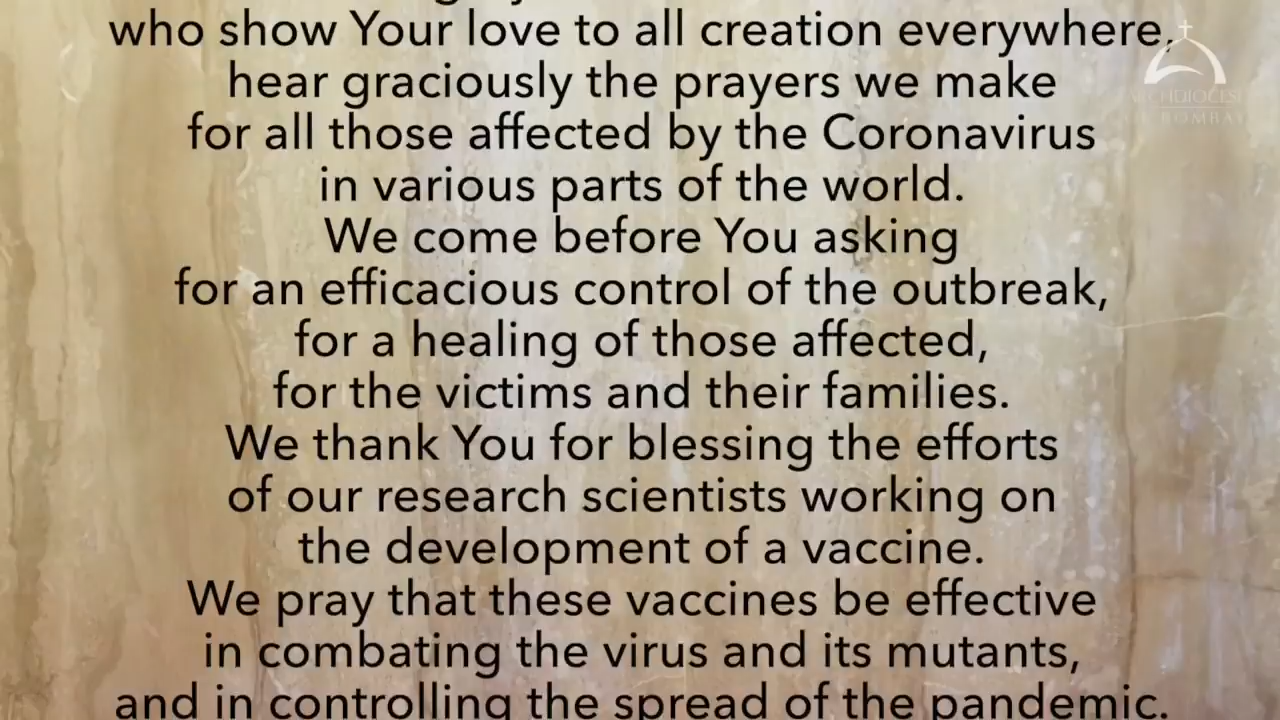 who show Your love to all creation everywhere,
hear graciously the prayers we make
for all those affected by the Coronavirus
in various parts of the world.
We come before You asking
for an efficacious control of the outbreak,
for a healing of those affected,
for the victims and their families.
We thank You for blessing the efforts
of our research scientists working on
the development of a vaccine.
We pray that these vaccines be effective
in combating the virus and its mutants,
and in controlling the spread of the pandemic.
ARCHDIOCESE
OF BOMBAY